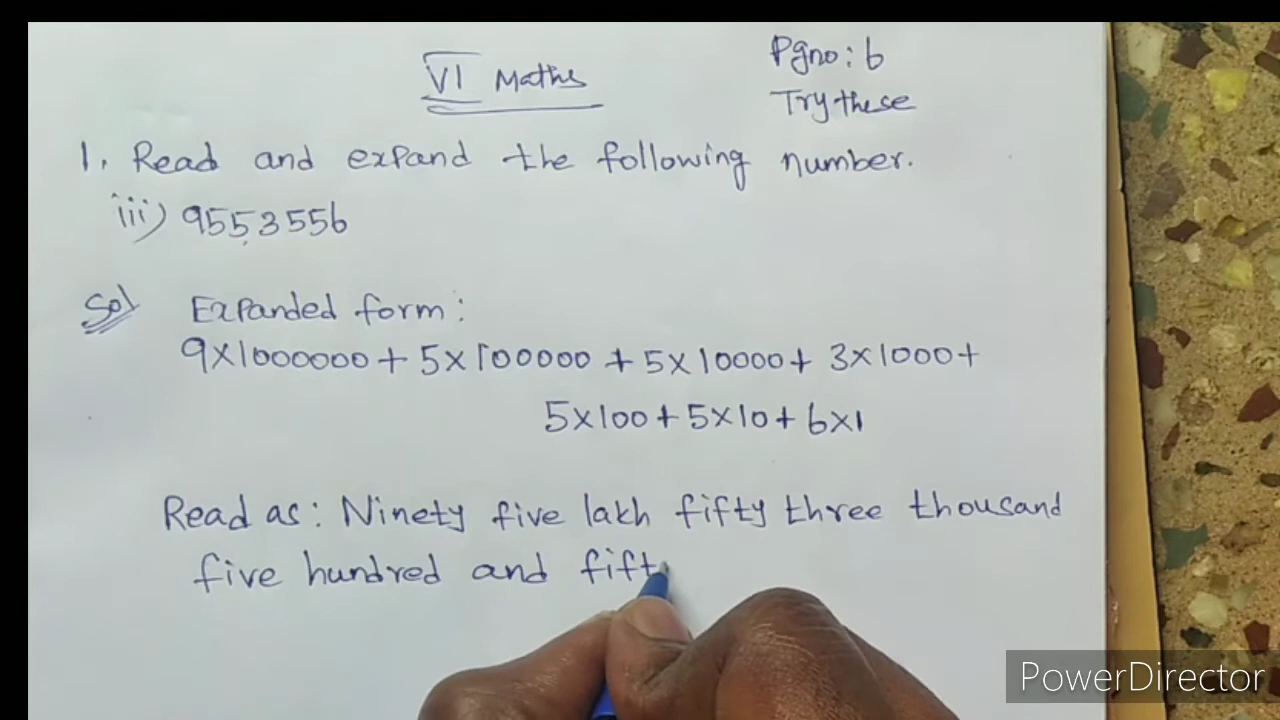 VI Maths
Pgno: 6
Try these
1. Read and expand the following number.
iii) 9553556
Sol Expanded form:
9×1000000 + 5×100000 + 5×10000 + 3×1000 +
5×100 + 5×10 + 6×1
Read as: Ninety five lakh fifty three thousand
five hundred and fift
PowerDirector